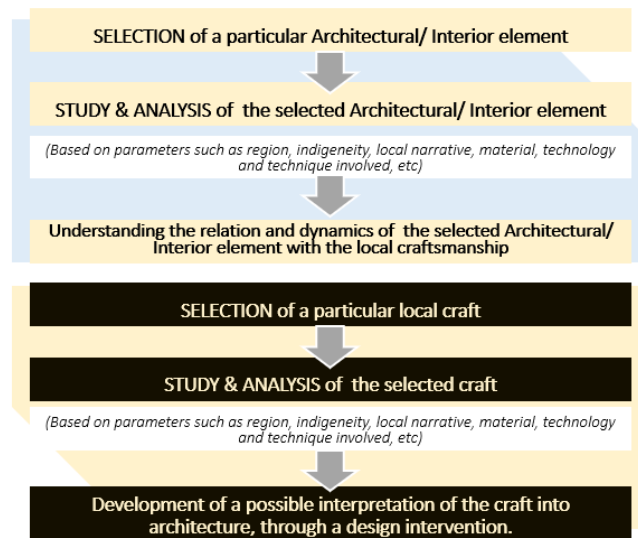 SELECTION of a particular Architectural/ Interior element
STUDY & ANALYSIS of  the selected Architectural/ Interior element
(Based on parameters such as region, indigeneity, local narrative, material, technology
and technique involved, etc)
Understanding the relation and dynamics of  the selected Architectural/
Interior element with the local craftsmanship
SELECTION of a particular local craft
STUDY & ANALYSIS of  the selected craft
(Based on parameters such as region, indigeneity, local narrative, material, technology
and technique involved, etc)
Development of a possible interpretation of the craft into
architecture, through a design intervention.